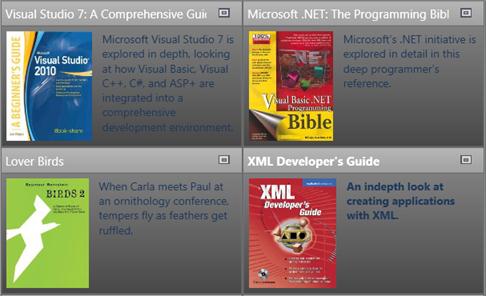 Visual Studio 7: A Comprehensive Gui
A BEGINNER'S GUIDE
Microsoft
Visual Studio
2010
Microsoft Visual Studio 7 is
explored in depth, looking
at how Visual Basic, Visual
C++, C#, and ASP+ are
integrated into a
comprehensive
development environment.
Microsoft .NET: The Programming Bibl
Visual Basic .NET
Programming
Bible
Microsoft's .NET initiative is
explored in detail in this
deep programmer's
reference.
Lover Birds
BIRDS 2
When Carla meets Paul at
an ornithology conference,
tempers fly as feathers get
ruffled.
XML Developer's Guide
XML
Developer's
Guide
An indepth look at
creating applications
with XML.